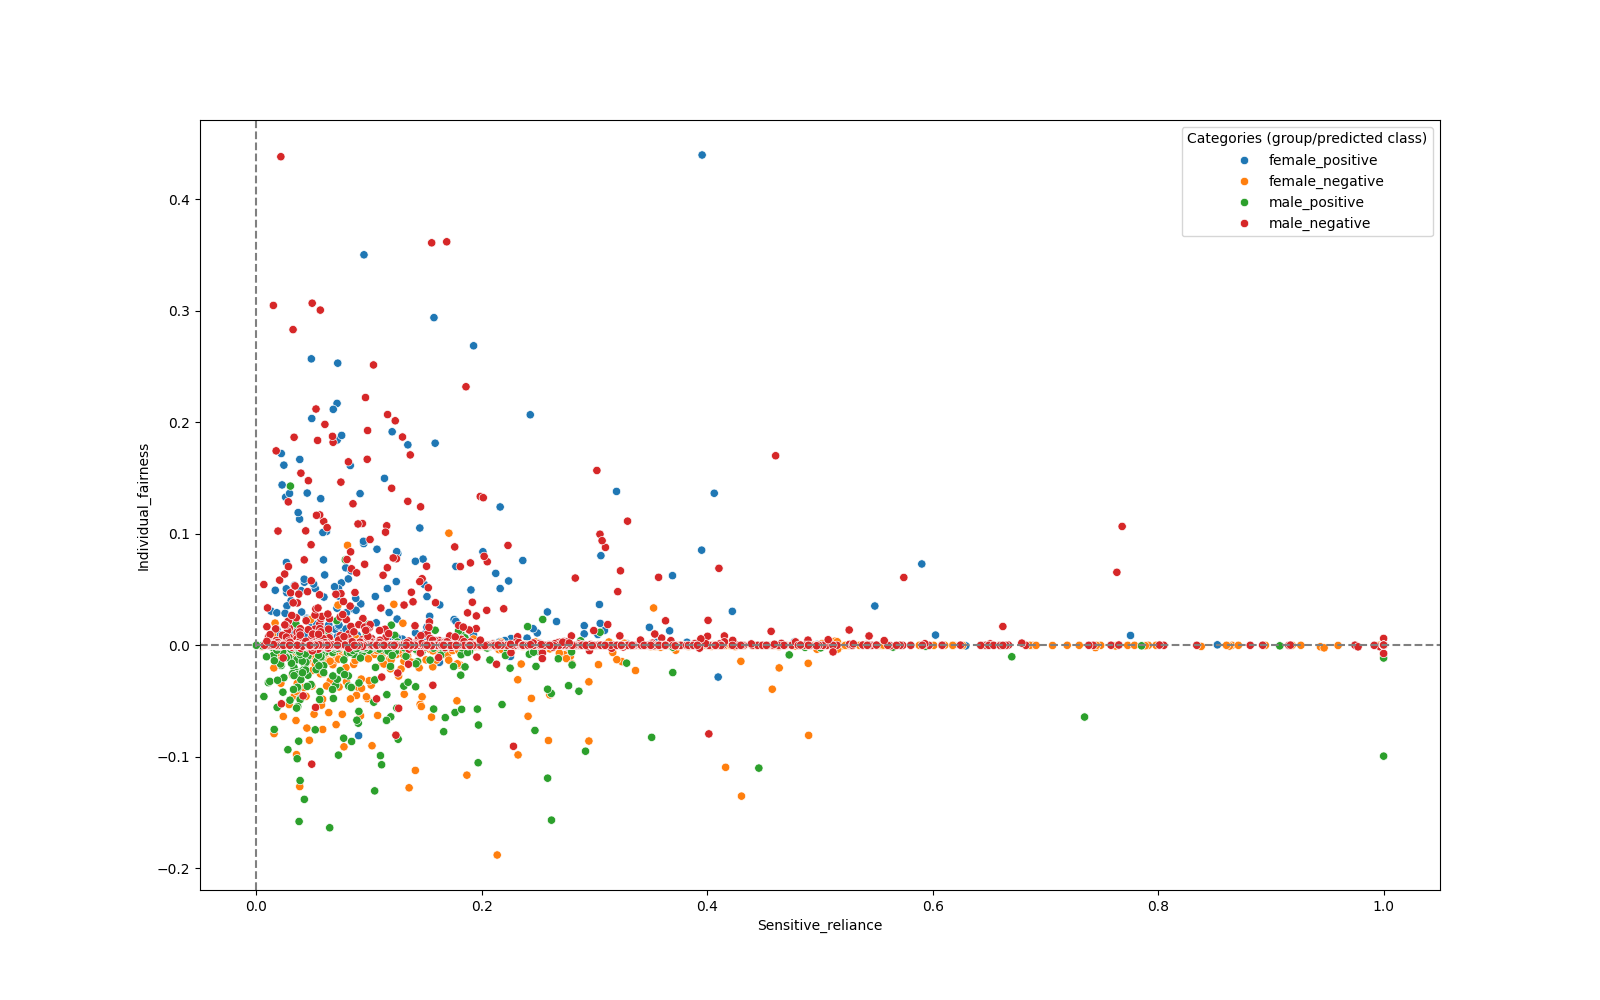 Categories (group/predicted class)
female_positive
female_negative
male_positive
male_negative
0.4
0.3
0.2
0.1
0.0
−0.1
−0.2
Individual_fairness
0.0 0.2 0.4 0.6 0.8 1.0
Sensitive_reliance